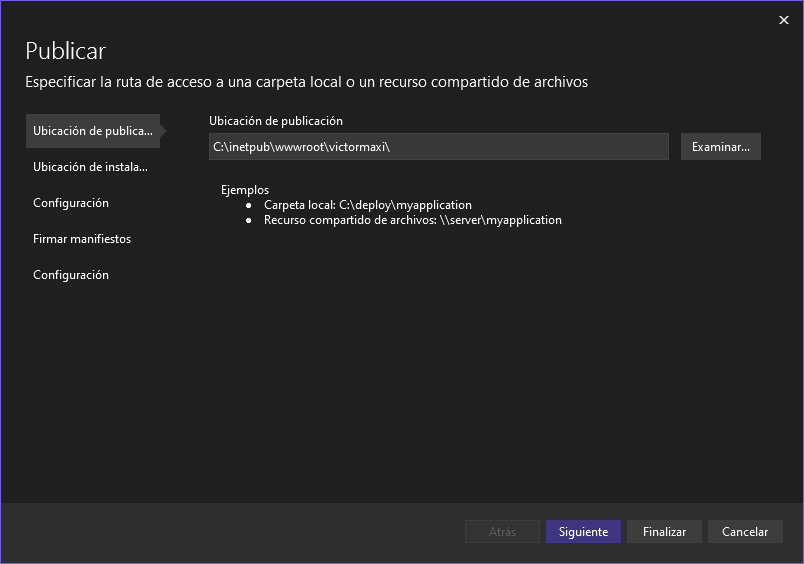 Publicar
Especificar la ruta de acceso a una carpeta local o un recurso compartido de archivos
Ubicación de publica...
Ubicación de instala...
Configuración
Firmar manifiestos
Configuración
Ubicación de publicación
C:\inetpub\wwwroot\victormaxi\
Examinar...
Ejemplos
● Carpeta local: C:\deploy\myapplication
● Recurso compartido de archivos: \\server\myapplication
Atrás
Siguiente
Finalizar
Cancelar